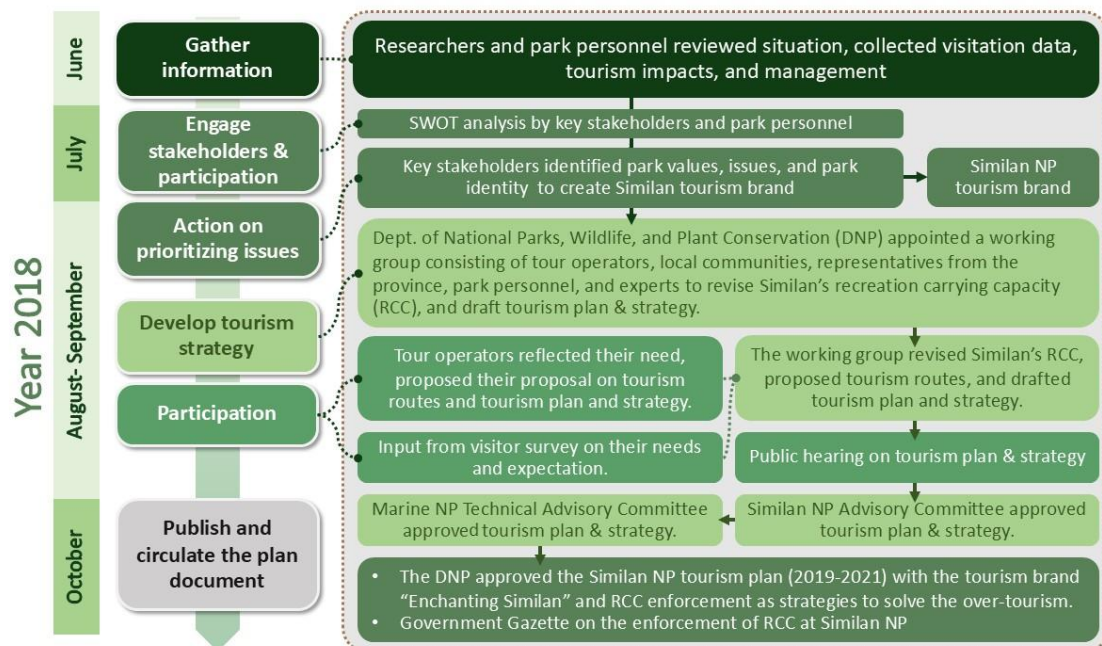 Year 2018
June
July
August- September
October
Gather
information
Engage
stakeholders &
participation
Action on
prioritizing issues
Develop tourism
strategy
Participation
Publish and
circulate the plan
document
Researchers and park personnel reviewed situation, collected visitation data,
tourism impacts, and management
SWOT analysis by key stakeholders and park personnel
Key stakeholders identified park values, issues, and park
identity to create Similan tourism brand
Similan NP
tourism brand
Dept. of National Parks, Wildlife, and Plant Conservation (DNP) appointed a working
group consisting of tour operators, local communities, representatives from the
province, park personnel, and experts to revise Similan's recreation carrying capacity
(RCC), and draft tourism plan & strategy.
Tour operators reflected their need,
proposed their proposal on tourism
routes and tourism plan and strategy.
The working group revised Similan's RCC,
proposed tourism routes, and drafted
tourism plan and strategy.
Input from visitor survey on their needs
and expectation.
Public hearing on tourism plan & strategy
Marine NP Technical Advisory Committee
approved tourism plan & strategy.
Similan NP Advisory Committee approved
tourism plan & strategy.
• The DNP approved the Similan NP tourism plan (2019-2021) with the tourism brand
"Enchanting Similan" and RCC enforcement as strategies to solve the over-tourism.
• Government Gazette on the enforcement of RCC at Similan NP